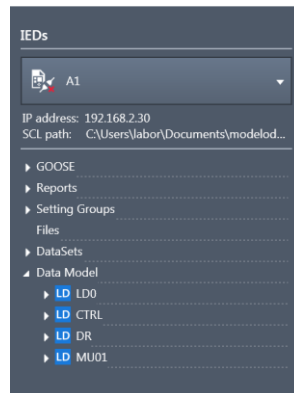 IEDs
A1
IP address: 192.168.2.30
SCL path: C:\Users\labor\Documents\modelod...
GOOSE
Reports
Setting Groups
Files
DataSets
Data Model
LD LD0
LD CTRL
LD DR
LD MU01